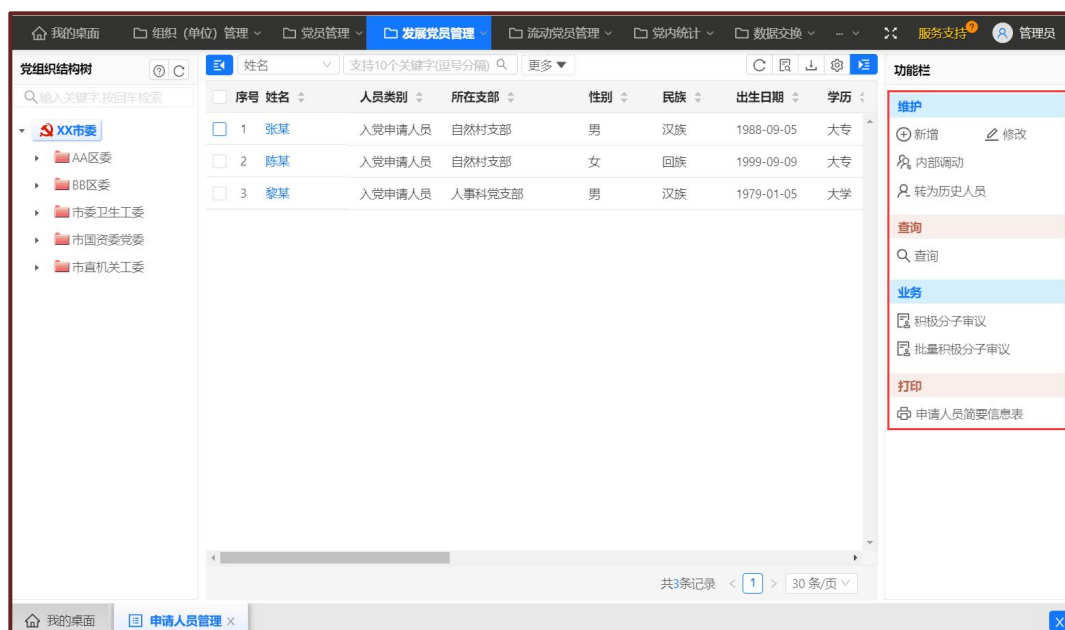 我的桌面 组织（单位）管理 党员管理 发展党员管理 流动党员管理 党内统计 数据交换 ... 服务支持? 管理员
党组织结构树
输入关键字,按回车检索
XX市委
AA区委
BB区委
市委卫生工委
市国资委党委
市直机关工委
姓名 支持10个关键字(逗号分隔) 更多▼
序号 姓名 人员类别 所在支部 性别 民族 出生日期 学历
1 张某 入党申请人员 自然村支部 男 汉族 1988-09-05 大专
2 陈某 入党申请人员 自然村支部 女 回族 1999-09-09 大专
3 黎某 入党申请人员 人事科党支部 男 汉族 1979-01-05 大学
共3条记录 < 1 > 30 条/页
功能栏
维护
新增 修改
内部调动
转为历史人员
查询
查询
业务
积极分子审议
批量积极分子审议
打印
申请人员简要信息表
我的桌面 申请人员管理 × X